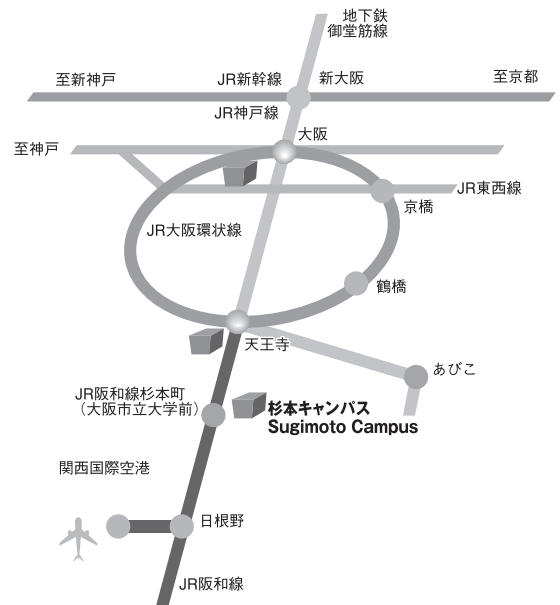 地下鉄
御堂筋線
至新神戸
JR新幹線
新大阪
至京都
JR神戸線
大阪
至神戸
JR東西線
京橋
JR大阪環状線
鶴橋
天王寺
あびこ
JR阪和線杉本町
（大阪市立大学前）
杉本キャンパス
Sugimoto Campus
関西国際空港
日根野
JR阪和線